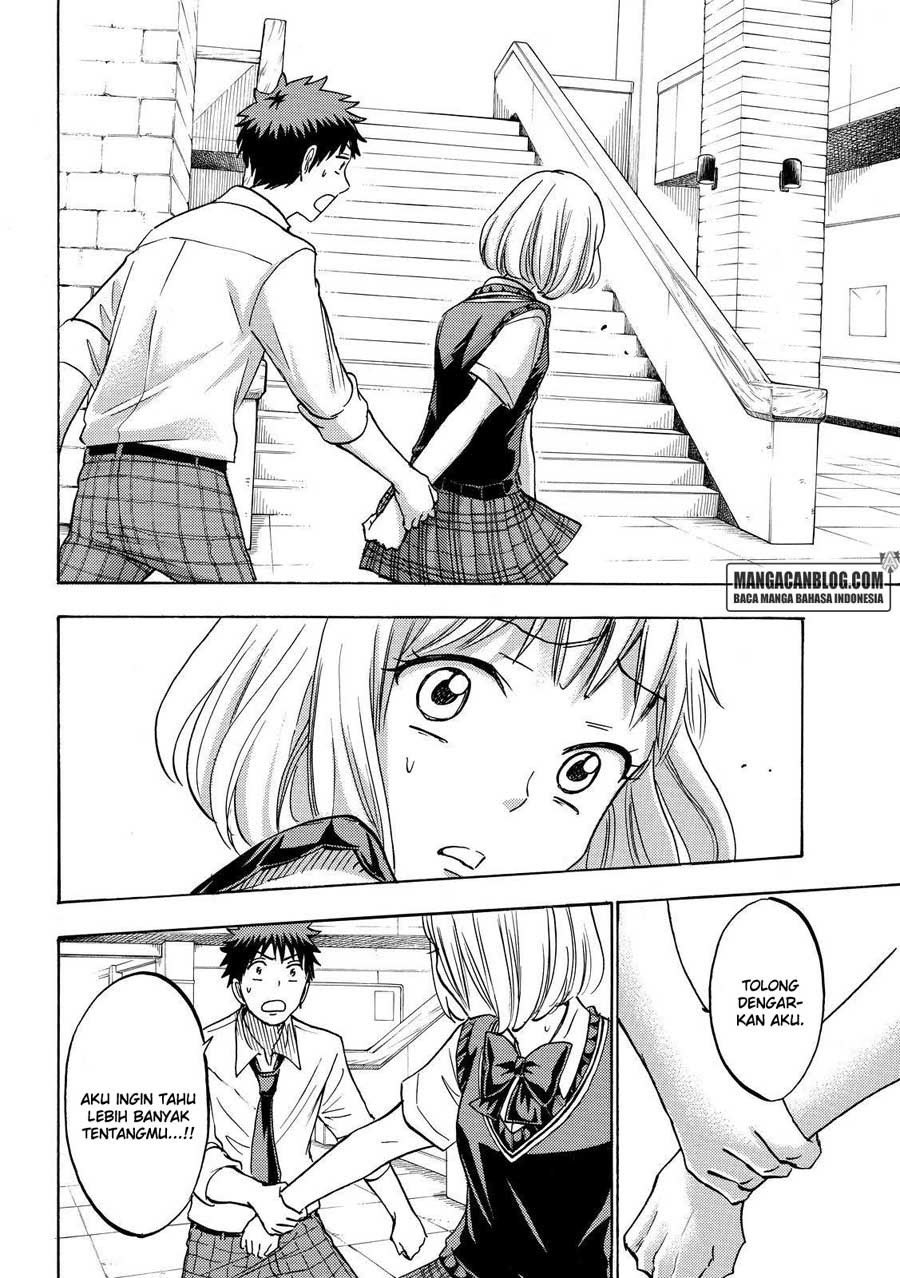 MANGACANBLOG.COM
BACA MANGA BAHASA INDONESIA
TOLONG
DENGAR-
KAN AKU.
AKU INGIN TAHU
LEBIH BANYAK
TENTANGMU...!!